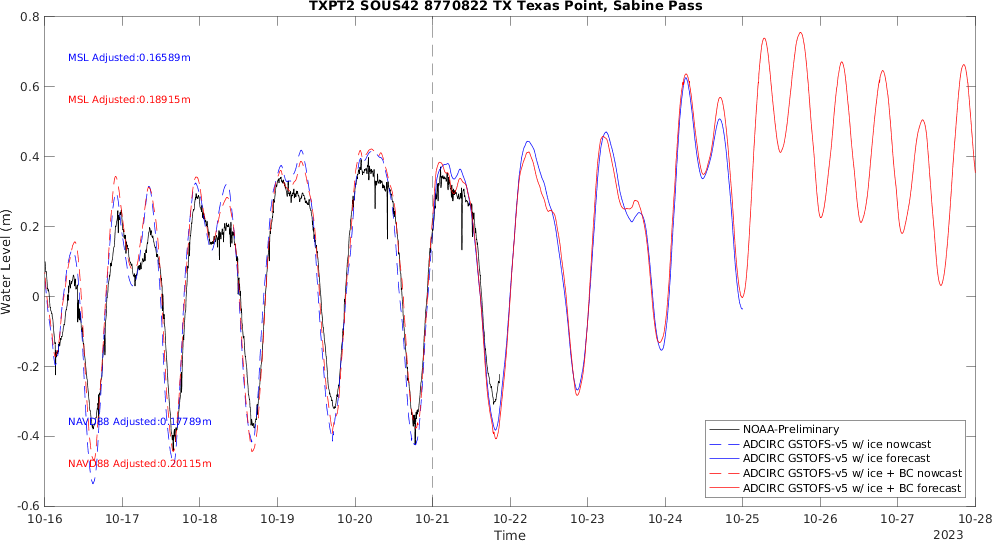 TXPT2 SOUS42 8770822 TX Texas Point, Sabine Pass
0.8
MSL Adjusted:0.16589m
0.6
MSL Adjusted:0.18915m
0.4
0.2
Water Level (m)
0
-0.2
NAVD88 Adjusted:0.17789m
-0.4
NAVD88 Adjusted:0.20115m
-0.6
NOAA-Preliminary
ADCIRC GSTOFS-v5 w/ ice nowcast
ADCIRC GSTOFS-v5 w/ ice forecast
ADCIRC GSTOFS-v5 w/ ice + BC nowcast
ADCIRC GSTOFS-v5 w/ ice + BC forecast
10-16 10-17 10-18 10-19 10-20 10-21 10-22 10-23 10-24 10-25 10-26 10-27 10-28
Time
2023